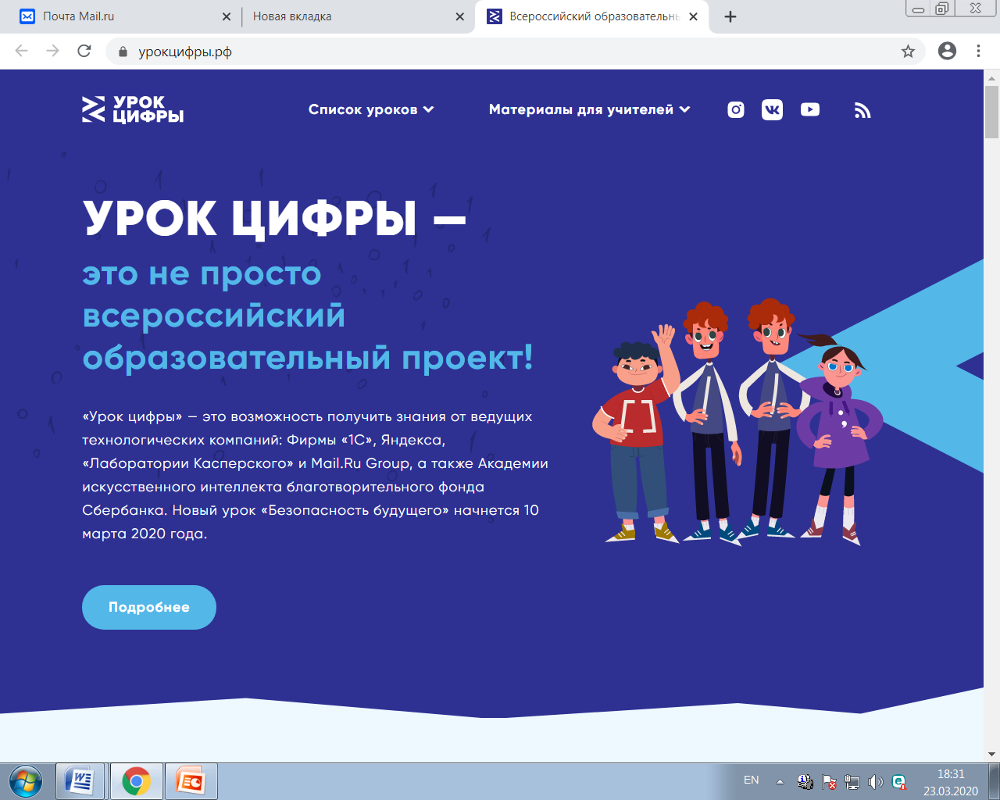 Почта Mail.ru
Новая вкладка
Всероссийский образовательн
урокцифры.рф
УРОК
ЦИФРЫ
Список уроков
Материалы для учителей
УРОК ЦИФРЫ —
это не просто
всероссийский
образовательный проект!
«Урок цифры» — это возможность получить знания от ведущих
технологических компаний: Фирмы «1С», Яндекса,
«Лаборатории Касперского» и Mail.Ru Group, а также Академии
искусственного интеллекта благотворительного фонда
Сбербанка. Новый урок «Безопасность будущего» начнется 10
марта 2020 года.
Подробнее
EN
18:31
23.03.2020